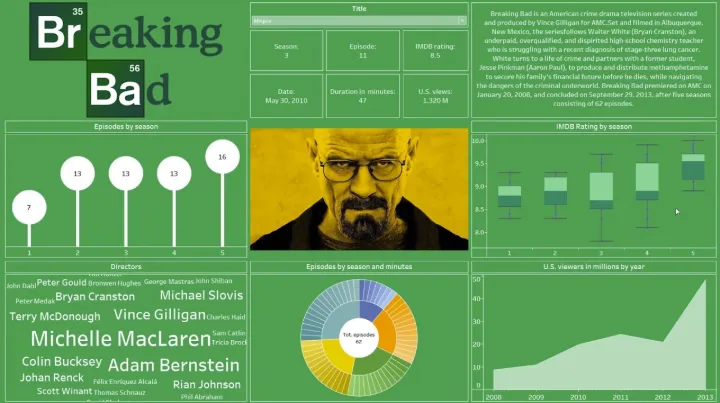 35
Breaking
56
Bad
Title
Season:
3
Episode:
11
IMDB rating:
8.5
Date:
May 30, 2010
Duration in minutes:
47
U.S. views:
1,320 M
Breaking Bad is an American crime drama television series created
and produced by Vince Gilligan for AMC.Set and filmed in Albuquerque,
New Mexico, the seriesfollows Walter White (Bryan Cranston), an
underpaid, overqualified, and dispirited high-school chemistry teacher
who is struggling with a recent diagnosis of stage-three lung cancer.
White turns to a life of crime and partners with a former student,
Jesse Pinkman (Aaron Paul), to produce and distribute methamphetamine
to secure his family's financial future before he dies, while navigating
the dangers of the criminal underworld. Breaking Bad premiered on AMC on
January 20, 2008, and concluded on September 29, 2013, after five seasons
consisting of 62 episodes.
Episodes by season
7
13
13
13
16
1 2 3 4 5
IMDB Rating by season
10.0
9.5
9.0
8.5
8.0
1 2 3 4 5
Directors
John Dahl
Peter Gould
Bronwen Hughes
George Mastras
John Shiban
Peter Medak
Bryan Cranston
Michael Slovis
Terry McDonough
Vince Gilligan
Charles Haid
Michelle MacLaren
Sam Catlin
Tricia Brock
Colin Bucksey
Adam Bernstein
Johan Renck
Félix Enríquez Alcalá
Rian Johnson
Scott Winant
Thomas Schnauz
Phil Abraham
Episodes by season and minutes
Tot. episodes
62
U.S. viewers in millions by year
50
40
30
20
10
0
2008 2009 2010 2011 2012 2013